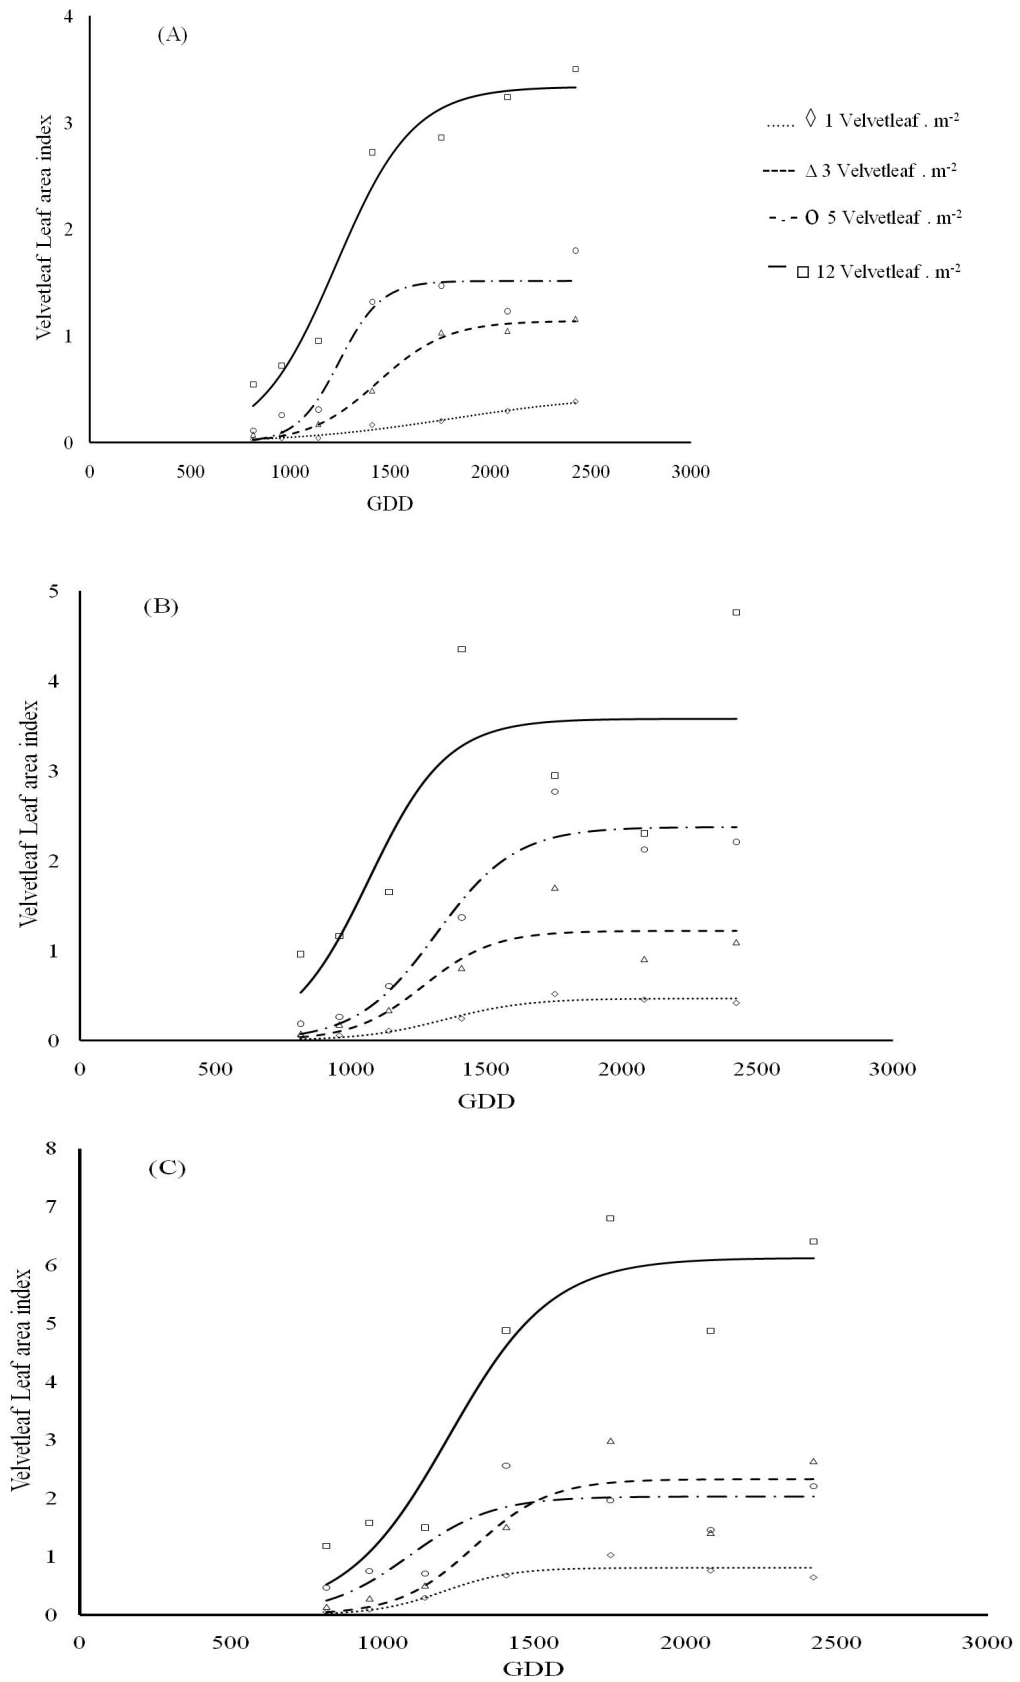 4
(A)
3
2
1
0
Velvetleaf Leaf area index
0 500 1000 1500 2000 2500 3000
GDD
1 Velvetleaf . m-2
3 Velvetleaf . m-2
5 Velvetleaf . m-2
12 Velvetleaf . m-2
5
(B)
4
3
2
1
0
Velvetleaf Leaf area index
0 500 1000 1500 2000 2500 3000
GDD
8
(C)
7
6
5
4
3
2
1
0
Velvetleaf Leaf area index
0 500 1000 1500 2000 2500 3000
GDD